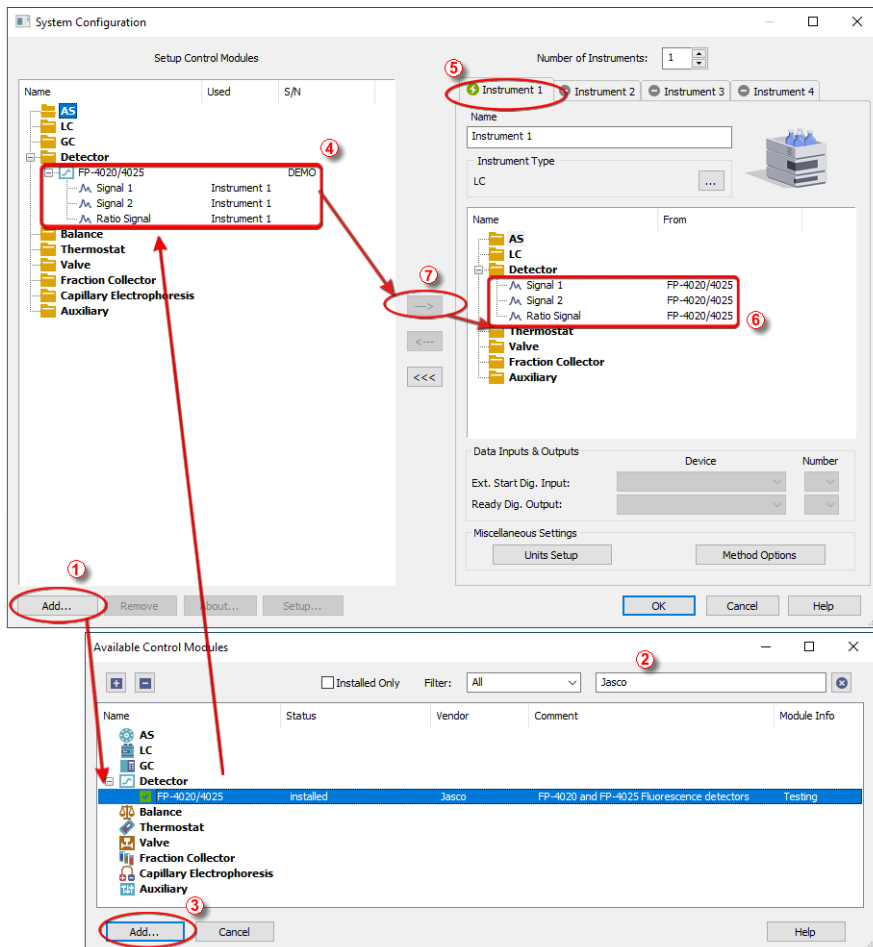 System Configuration
Setup Control Modules
Name Used S/N
AS
LC
GC
Detector
④
FP-4020/4025 DEMO
Signal 1 Instrument 1
Signal 2 Instrument 1
Ratio Signal Instrument 1
Balance
Thermostat
Valve
Fraction Collector
Capillary Electrophoresis
Auxiliary
①
Add... Remove About... Setup...
⑦
--->
<---
<<<
Number of Instruments: 1
⑤
Instrument 1 Instrument 2 Instrument 3 Instrument 4
Name
Instrument 1
Instrument Type
LC ...
Name From
AS
LC
Detector
Signal 1 FP-4020/4025
Signal 2 FP-4020/4025
Ratio Signal FP-4020/4025
⑥
Thermostat
Valve
Fraction Collector
Auxiliary
Data Inputs & Outputs
Device Number
Ext. Start Dig. Input:
Ready Dig. Output:
Miscellaneous Settings
Units Setup Method Options
OK Cancel Help
Available Control Modules
②
Installed Only Filter: All Jasco
Name Status Vendor Comment Module Info
AS
LC
GC
Detector
FP-4020/4025 installed Jasco FP-4020 and FP-4025 Fluorescence detectors Testing
Balance
Thermostat
Valve
Fraction Collector
Capillary Electrophoresis
Auxiliary
③
Add... Cancel Help